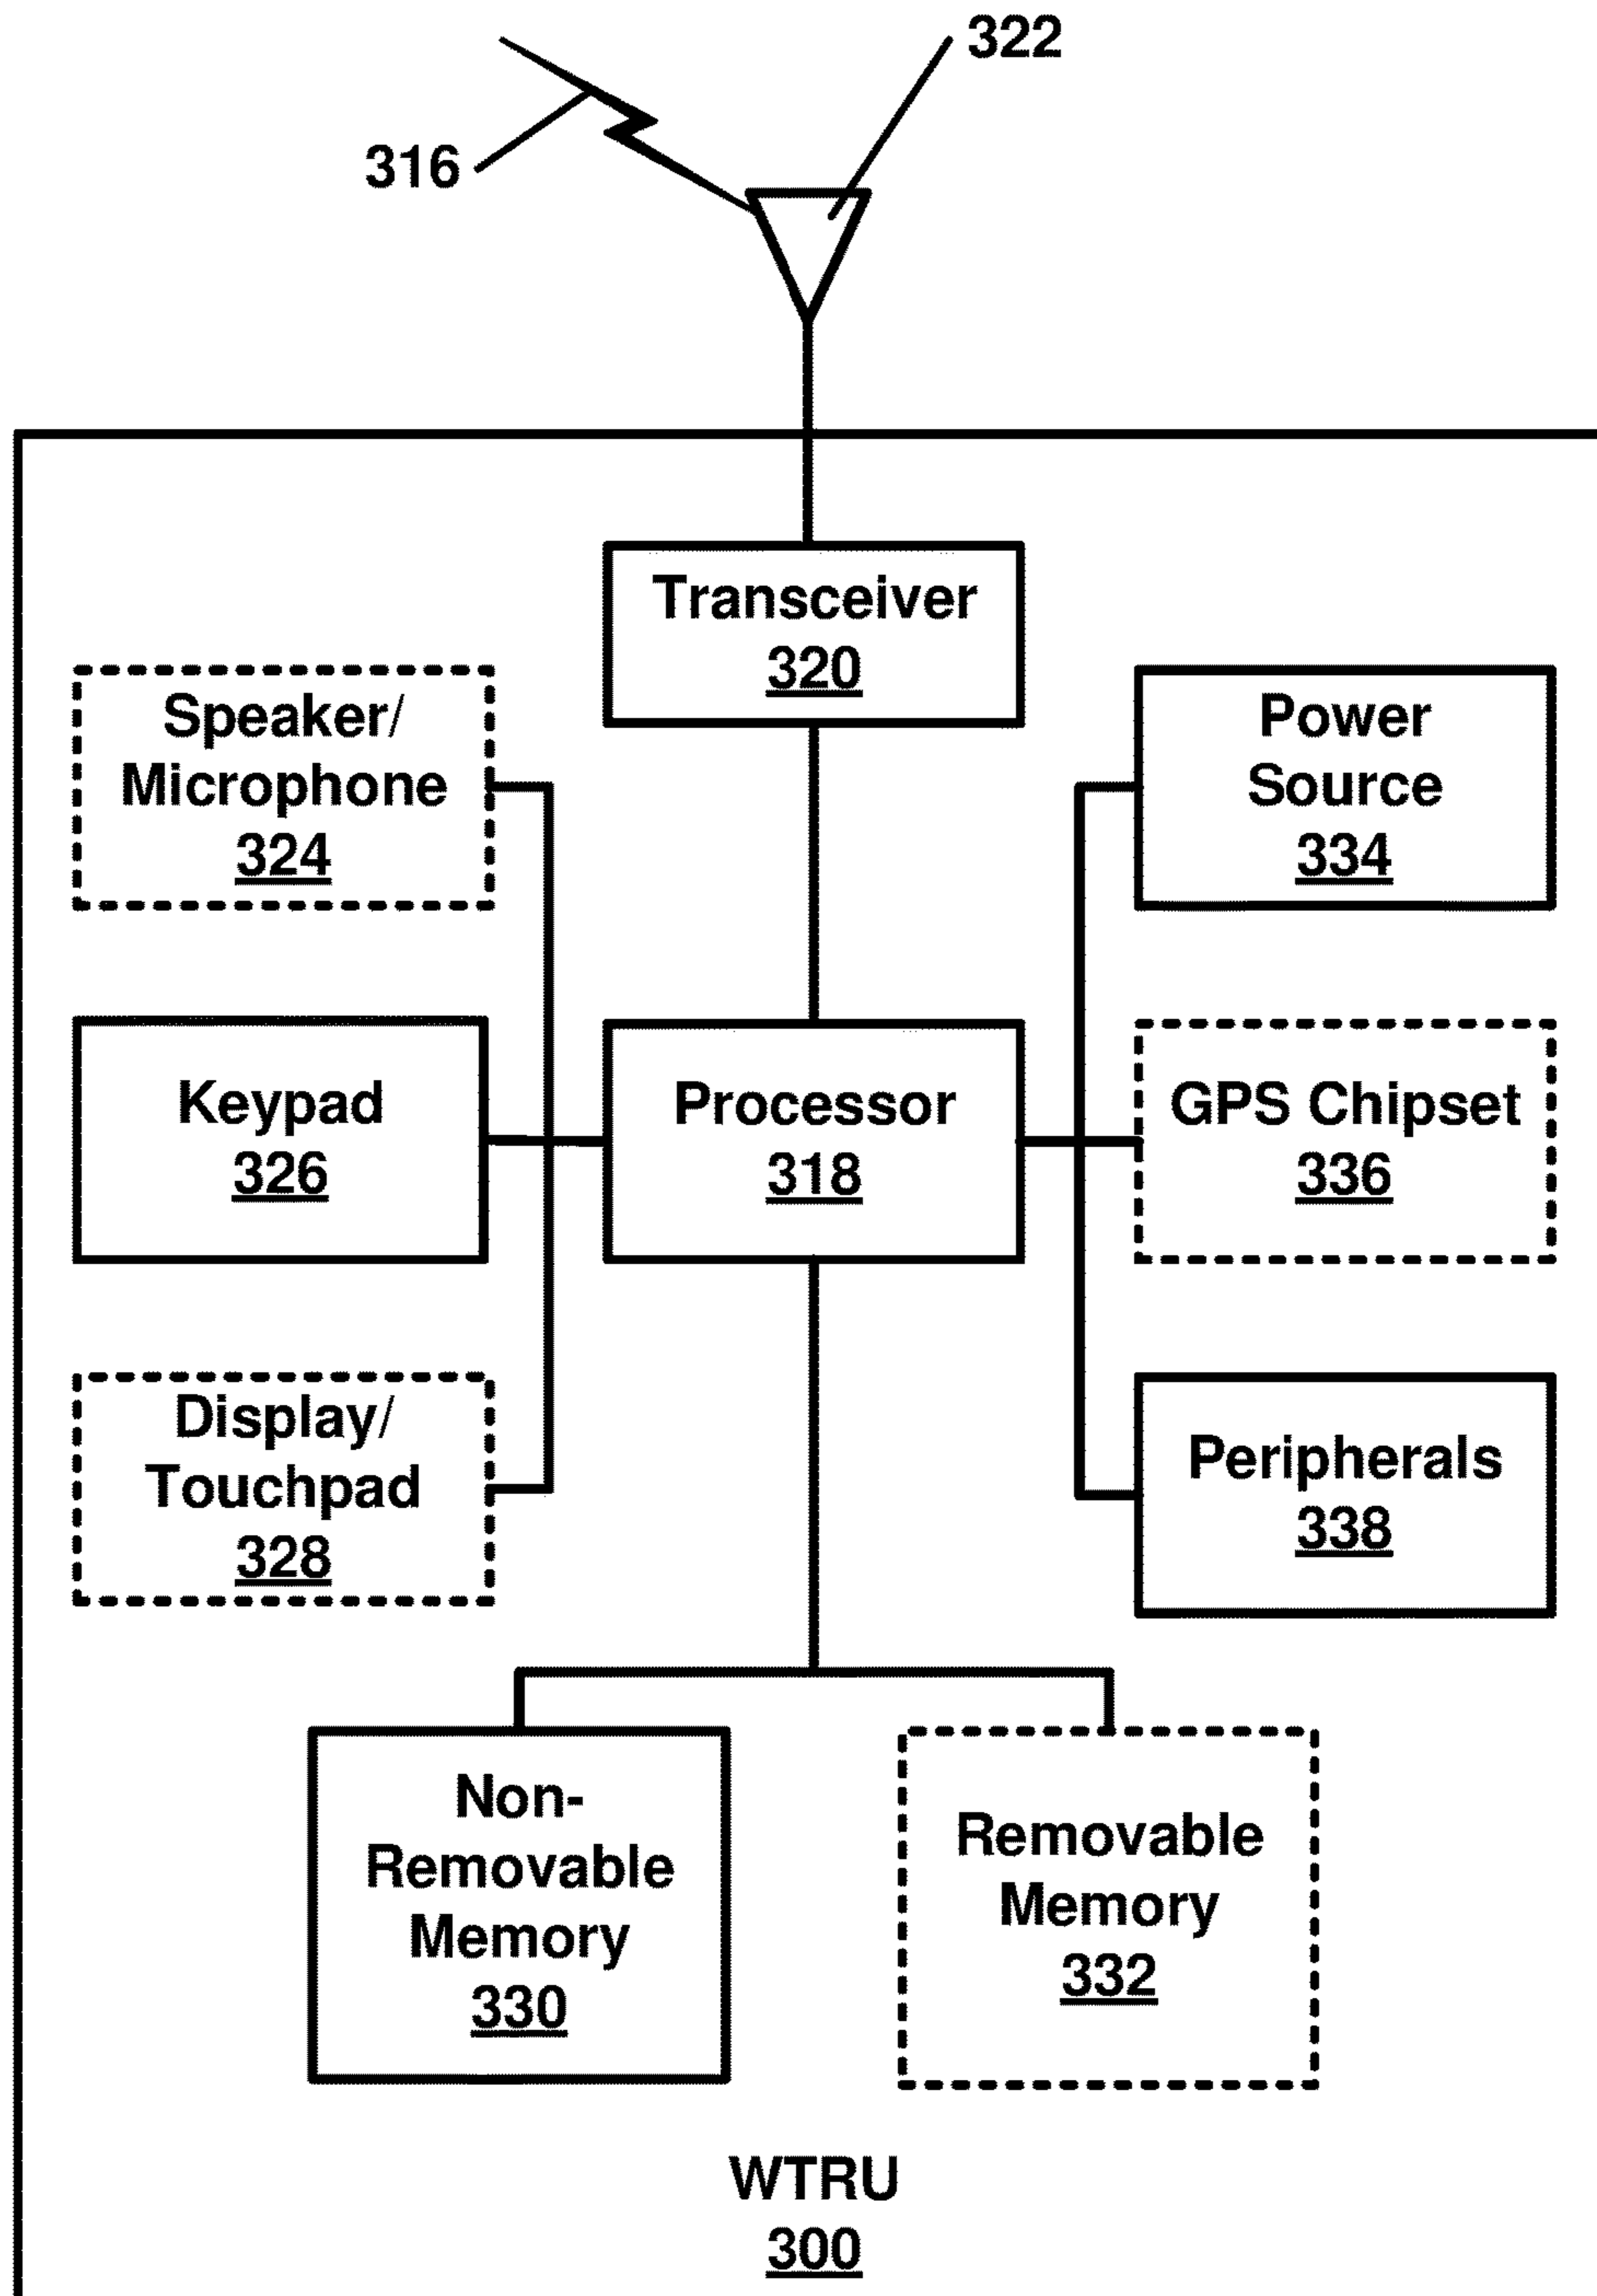 322
316
Transceiver
320
Speaker/
Microphone
324
Power
Source
334
Keypad
326
Processor
318
GPS Chipset
336
Display/
Touchpad
328
Peripherals
338
Non-
Removable
Memory
330
Removable
Memory
332
WTRU
300